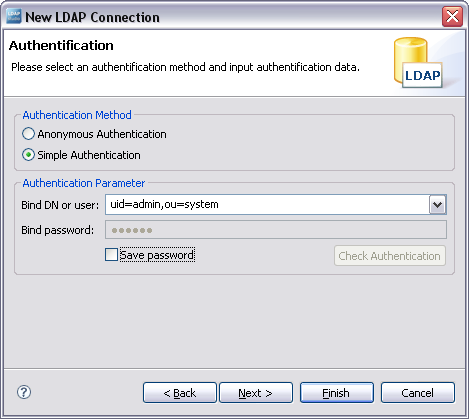 New LDAP Connection
Authentification
Please select an authentification method and input authentification data.
LDAP
Authentication Method
Anonymous Authentication
Simple Authentication
Authentication Parameter
Bind DN or user: uid=admin,ou=system
Bind password: ●●●●●●
Save password Check Authentication
? < Back Next > Finish Cancel